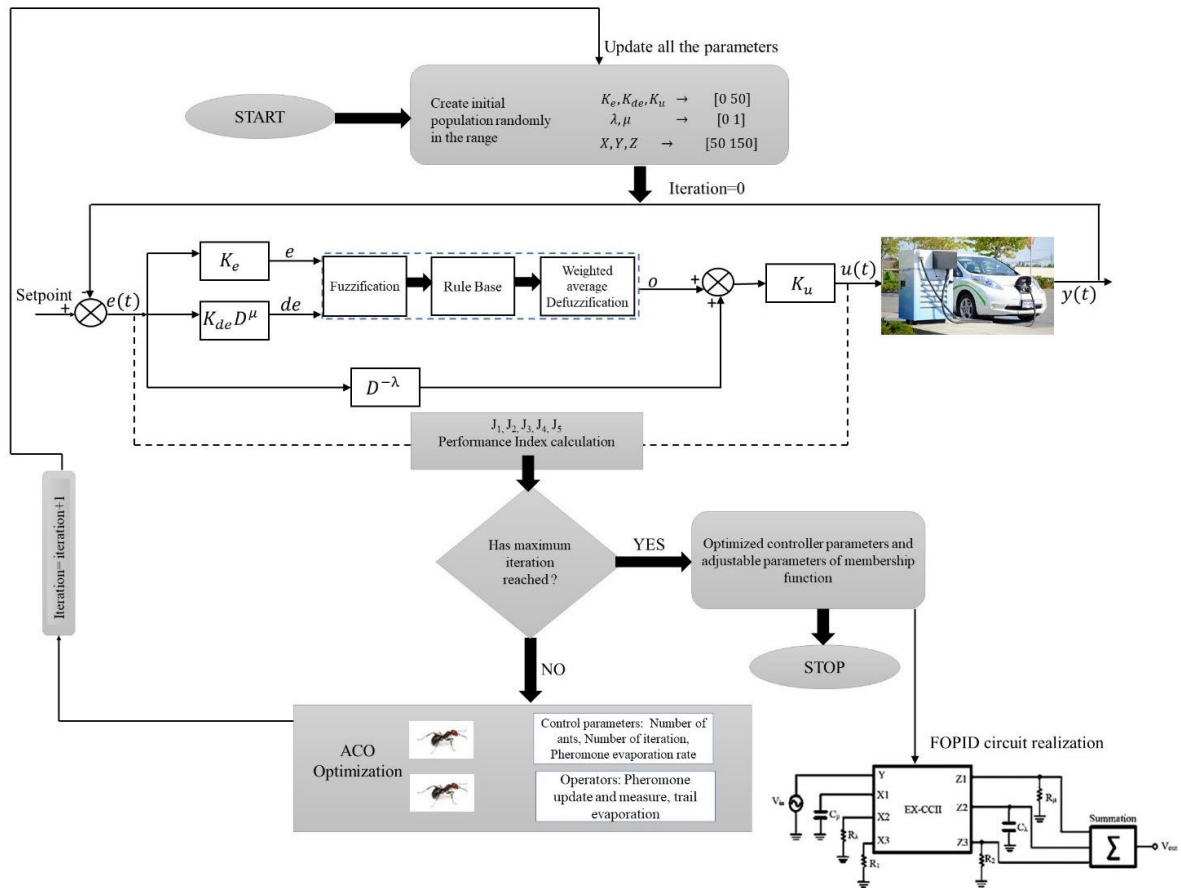 Update all the parameters
START
Create initial
population randomly
in the range
K_e, K_de, K_u → [0 50]
λ, μ → [0 1]
X, Y, Z → [50 150]
Iteration=0
Setpoint
+
-
e(t)
K_e
e
K_de D^μ
de
Fuzzification
Rule Base
Weighted
average
Defuzzification
o
+
+
K_u
u(t)
y(t)
D^−λ
J₁, J₂, J₃, J₄, J₅
Performance Index calculation
Iteration= iteration+1
Has maximum
iteration
reached ?
YES
Optimized controller parameters and
adjustable parameters of membership
function
STOP
NO
ACO
Optimization
Control parameters: Number of
ants, Number of iteration,
Pheromone evaporation rate
Operators: Pheromone
update and measure, trail
evaporation
FOPID circuit realization
V_in
Y
X1
X2
X3
EX-CCII
Z1
Z2
Z3
C_μ
R_λ
R₁
R_μ
C_λ
R₂
Summation
Σ
V_out